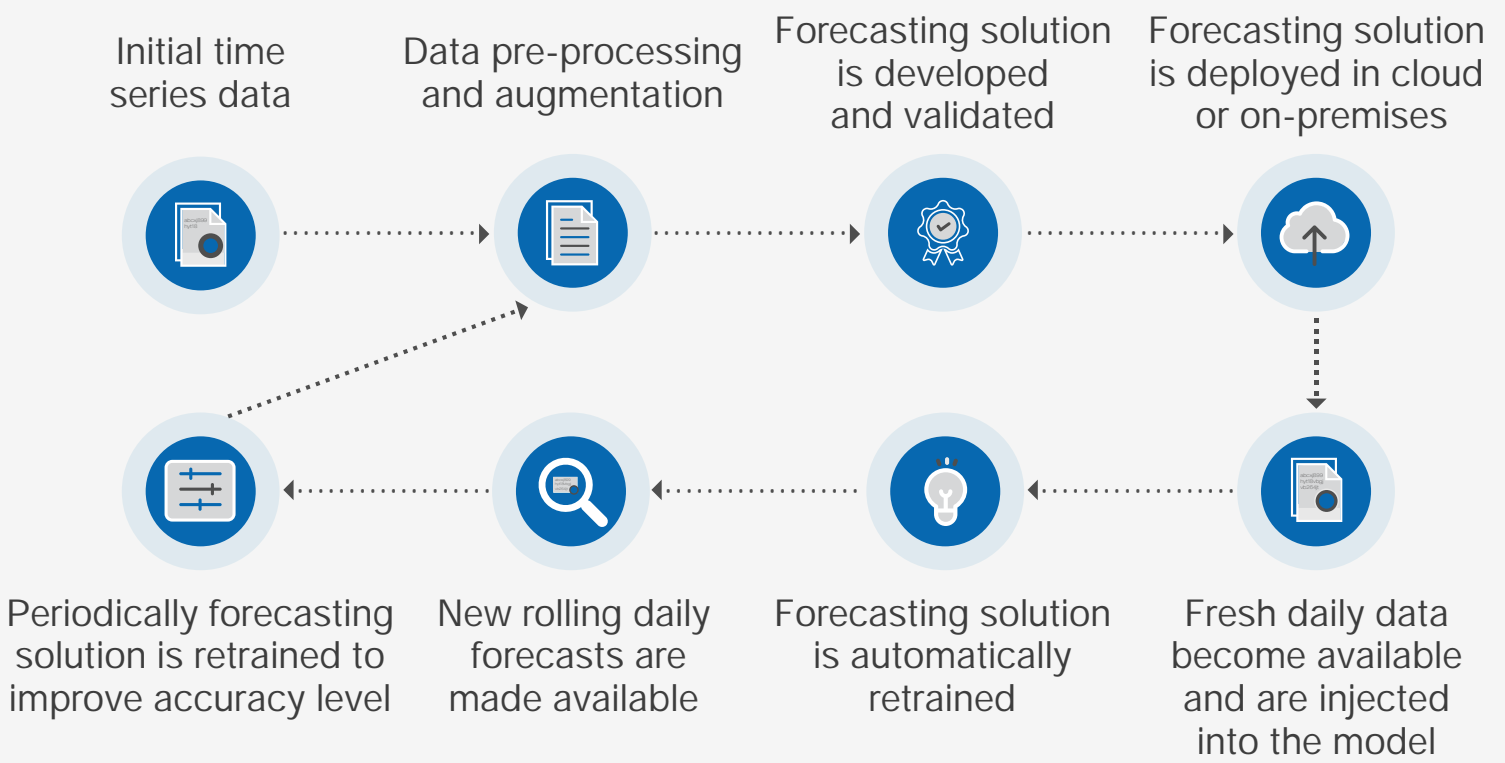 Initial time
series data
Data pre-processing
and augmentation
Forecasting solution
is developed
and validated
Forecasting solution
is deployed in cloud
or on-premises
Periodically forecasting
solution is retrained to
improve accuracy level
New rolling daily
forecasts are
made available
Forecasting solution
is automatically
retrained
Fresh daily data
become available
and are injected
into the model